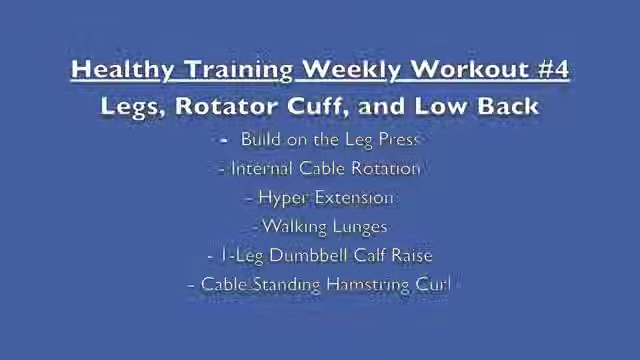 Healthy Training Weekly Workout #4
Legs, Rotator Cuff, and Low Back
- Build on the Leg Press
- Internal Cable Rotation
- Hyper Extension
- Walking Lunges
- 1-Leg Dumbbell Calf Raise
- Cable Standing Hamstring Curl